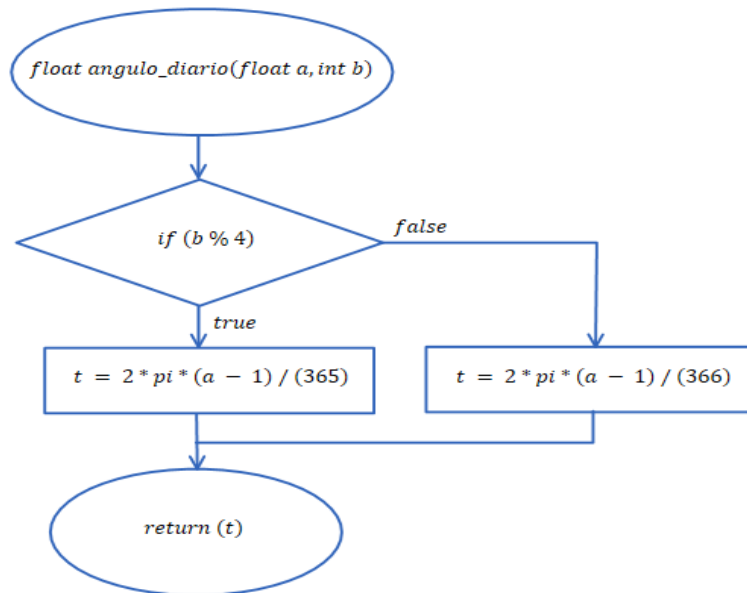 float angulo_diario(float a, int b)
if (b % 4)
false
true
t = 2 * pi * (a − 1) / (365)
t = 2 * pi * (a − 1) / (366)
return (t)